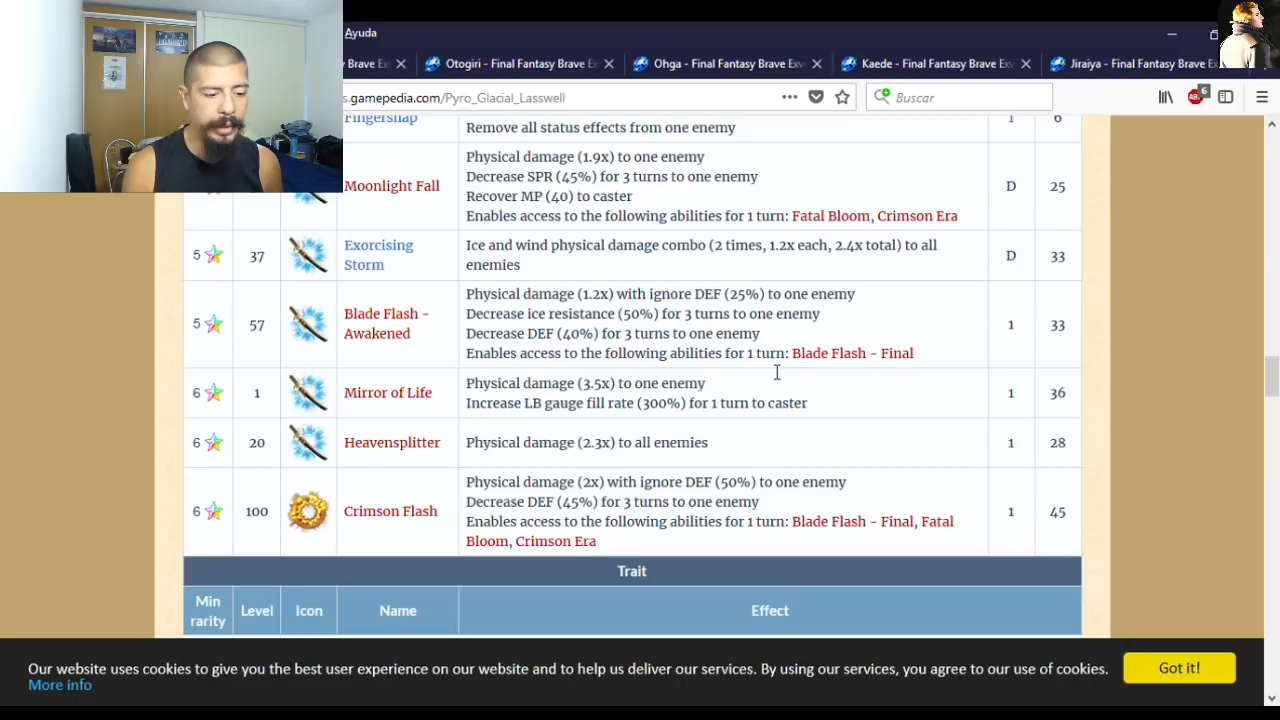 Ayuda
Brave Ex
Otogiri - Final Fantasy Brave Ex
Ohga - Final Fantasy Brave Exv
Kaede - Final Fantasy Brave Exv
Jiraiya - Final Fantasy Brave Ex
s.gamepedia.com/Pyro_Glacial_Lasswell
Buscar
6
Fingersnap
Remove all status effects from one enemy
1
6
Moonlight Fall
Physical damage (1.9x) to one enemy
Decrease SPR (45%) for 3 turns to one enemy
Recover MP (40) to caster
Enables access to the following abilities for 1 turn: Fatal Bloom, Crimson Era
D
25
5
37
Exorcising
Storm
Ice and wind physical damage combo (2 times, 1.2x each, 2.4x total) to all
enemies
D
33
5
57
Blade Flash -
Awakened
Physical damage (1.2x) with ignore DEF (25%) to one enemy
Decrease ice resistance (50%) for 3 turns to one enemy
Decrease DEF (40%) for 3 turns to one enemy
Enables access to the following abilities for 1 turn: Blade Flash - Final
1
33
6
1
Mirror of Life
Physical damage (3.5x) to one enemy
Increase LB gauge fill rate (300%) for 1 turn to caster
1
36
6
20
Heavensplitter
Physical damage (2.3x) to all enemies
1
28
6
100
Crimson Flash
Physical damage (2x) with ignore DEF (50%) to one enemy
Decrease DEF (45%) for 3 turns to one enemy
Enables access to the following abilities for 1 turn: Blade Flash - Final, Fatal
Bloom, Crimson Era
1
45
Trait
Min
rarity
Level
Icon
Name
Effect
Our website uses cookies to give you the best user experience on our website and to help us deliver our services. By using our services, you agree to our use of cookies.
More info
Got it!